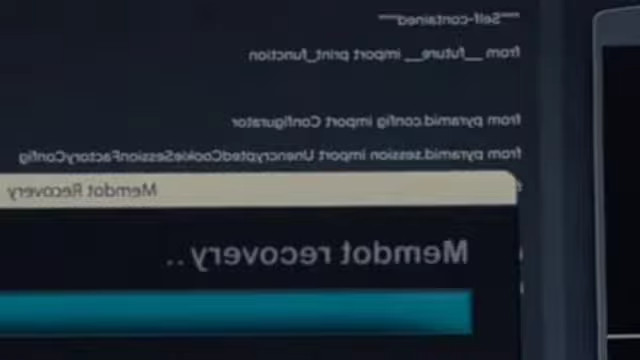 """Self-contained"""
from __future__ import print_function
from pyramid.config import Configurator
from pyramid.session import UnencryptedCookieSessionFactoryConfig
Memdot Recovery
Memdot recovery..